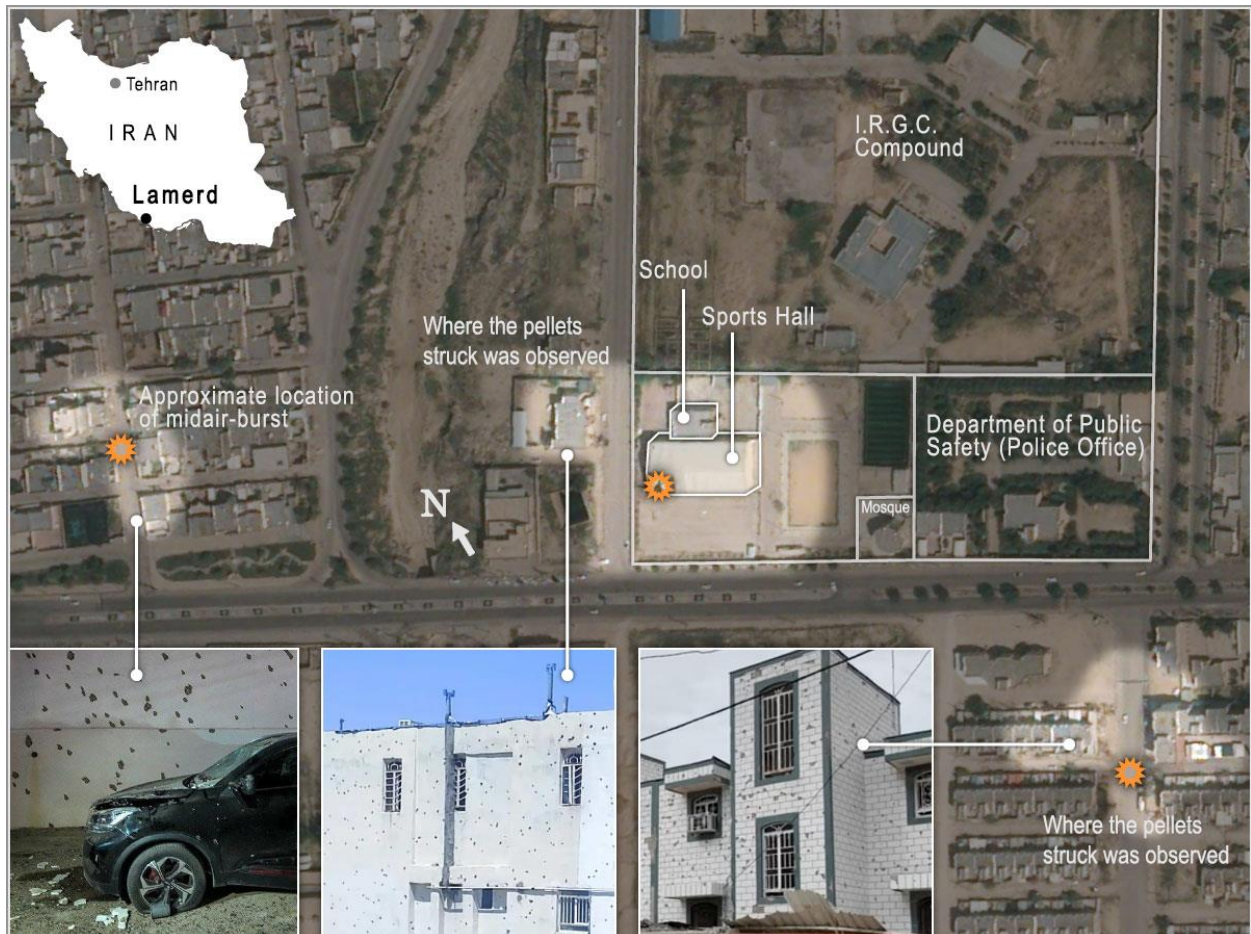 Tehran
IRAN
Lamerd
I.R.G.C.
Compound
School
Sports Hall
Where the pellets
struck was observed
Approximate location
of midair-burst
Department of Public
Safety (Police Office)
Mosque
N
Where the pellets
struck was observed